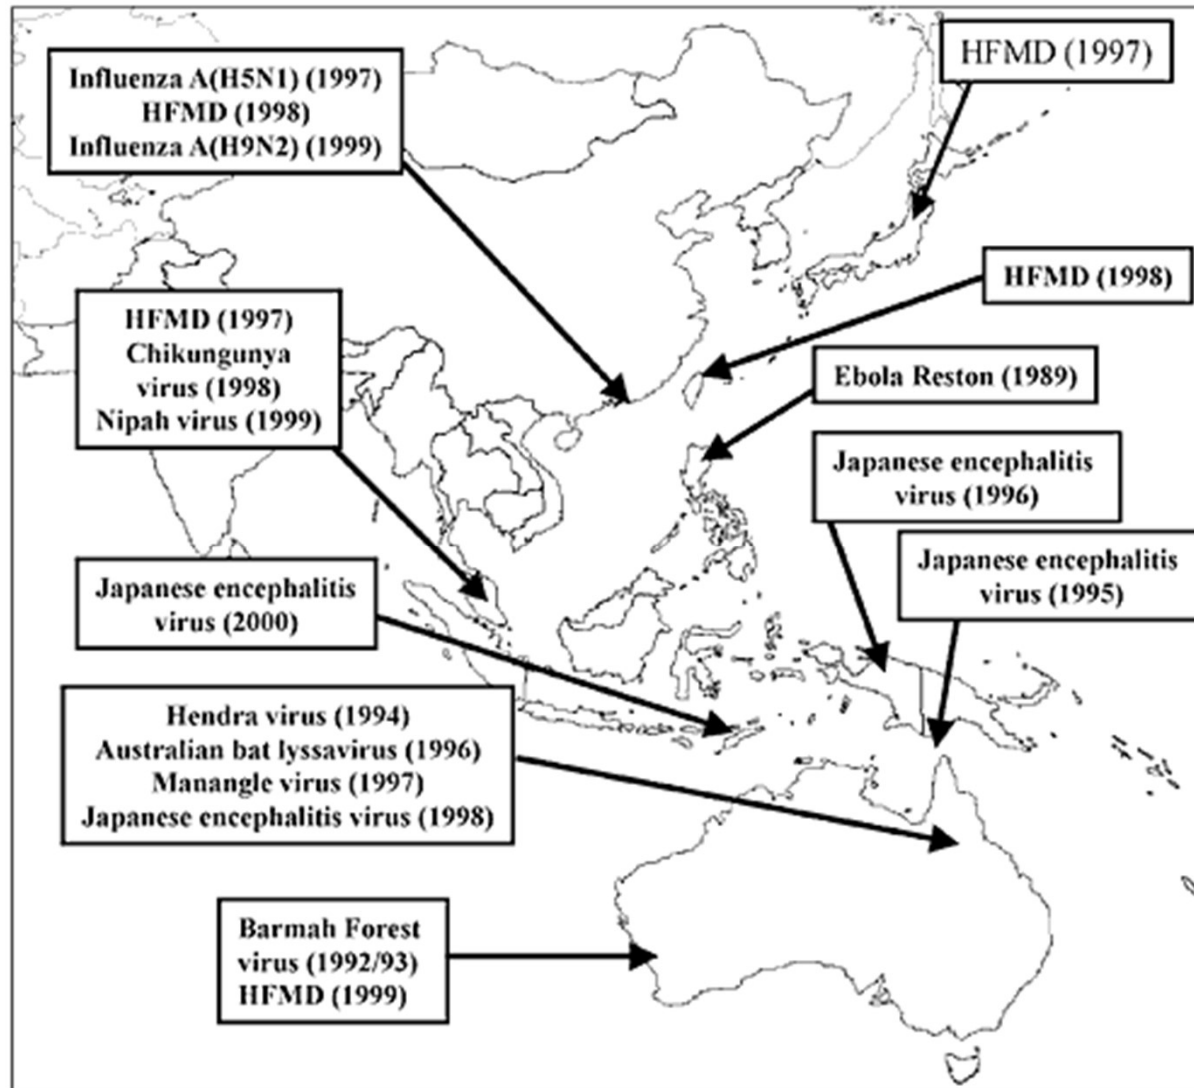 Influenza A(H5N1) (1997)
HFMD (1998)
Influenza A(H9N2) (1999)
HFMD (1997)
HFMD (1998)
HFMD (1997)
Chikungunya
virus (1998)
Nipah virus (1999)
Ebola Reston (1989)
Japanese encephalitis
virus (1996)
Japanese encephalitis
virus (1995)
Japanese encephalitis
virus (2000)
Hendra virus (1994)
Australian bat lyssavirus (1996)
Manangle virus (1997)
Japanese encephalitis virus (1998)
Barmah Forest
virus (1992/93)
HFMD (1999)